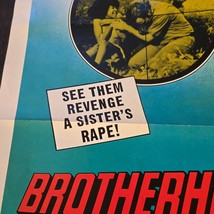 SEE THEM
REVENGE
A SISTER'S
RAPE!
BROTHERH